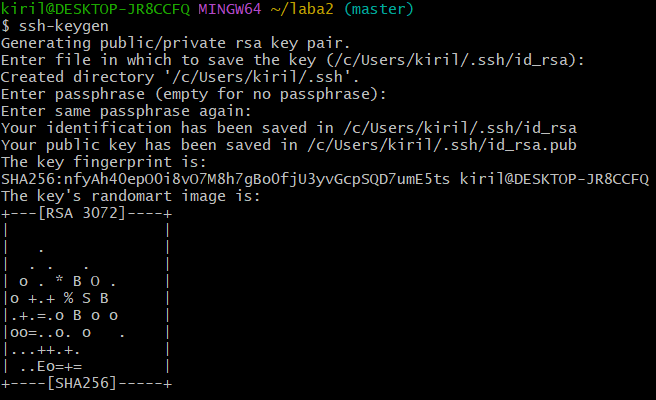 kiril@DESKTOP-JR8CCFQ MINGW64 ~/laba2 (master)
$ ssh-keygen
Generating public/private rsa key pair.
Enter file in which to save the key (/c/Users/kiril/.ssh/id_rsa):
Created directory '/c/Users/kiril/.ssh'.
Enter passphrase (empty for no passphrase):
Enter same passphrase again:
Your identification has been saved in /c/Users/kiril/.ssh/id_rsa
Your public key has been saved in /c/Users/kiril/.ssh/id_rsa.pub
The key fingerprint is:
SHA256:nfyAh4OepO0i8vO7M8h7gBoOfjU3yvGcpSQD7umE5ts kiril@DESKTOP-JR8CCFQ
The key's randomart image is:
+---[RSA 3072]----+
|                 |
|   .             |
|  . .   .        |
| o . * B O .     |
|o +.+ % S B      |
|.+.=.o B o o     |
|oo=..o. o   .    |
|...++.+.         |
| ..Eo=+=         |
+----[SHA256]-----+